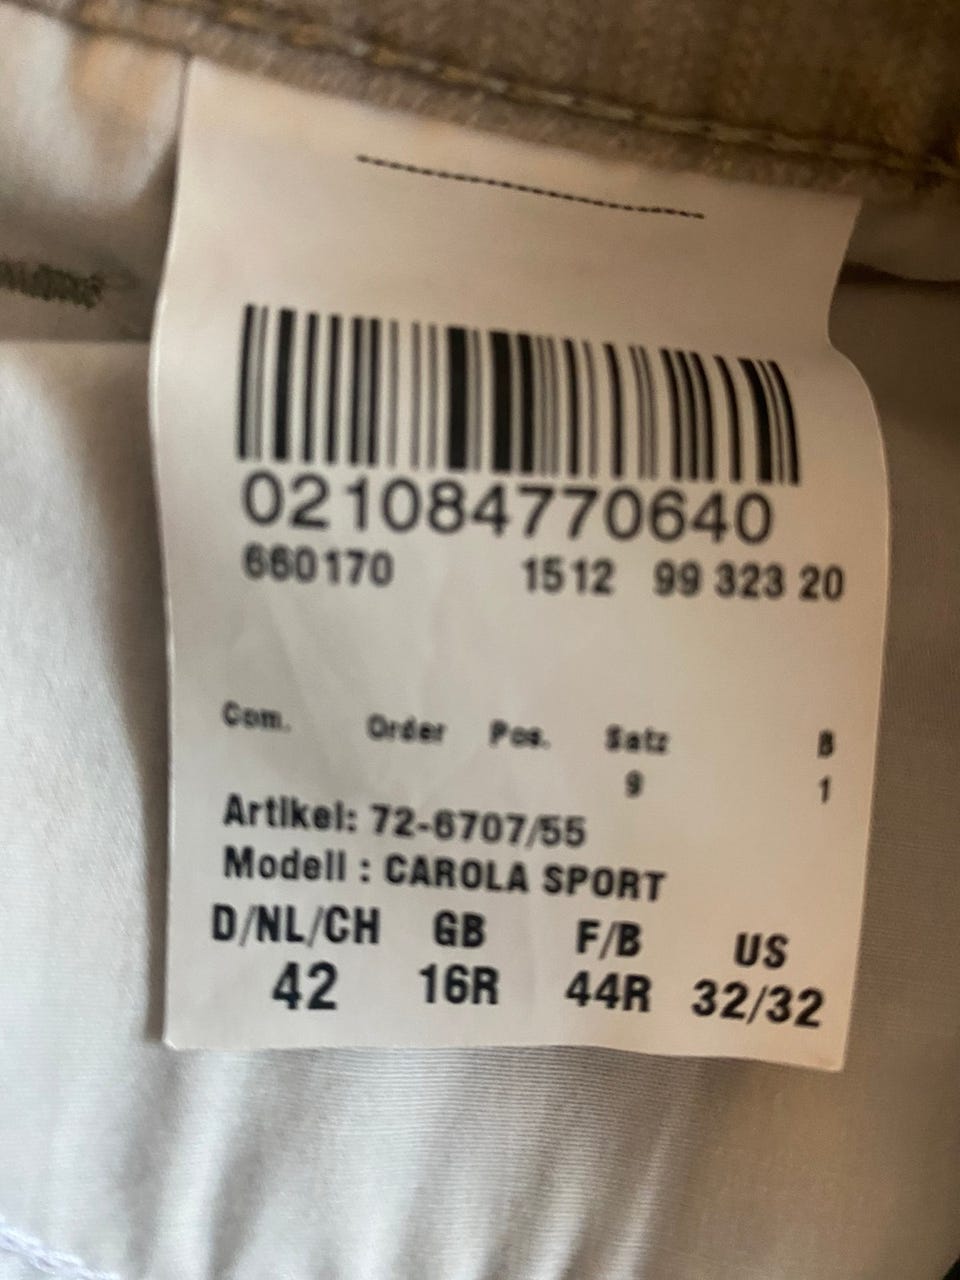 021084770640
660170 1512 99 323 20
Com. Order Pos. Satz B
9 1
Artikel: 72-6707/55
Modell : CAROLA SPORT
D/NL/CH GB F/B US
42 16R 44R 32/32